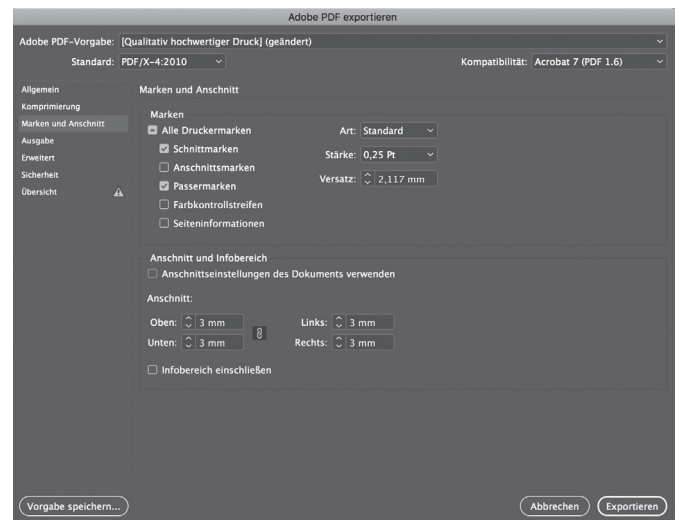 Adobe PDF exportieren
Adobe PDF-Vorgabe: [Qualitativ hochwertiger Druck] (geändert)
Standard: PDF/X-4:2010 Kompatibilität: Acrobat 7 (PDF 1.6)
Allgemein
Komprimierung
Marken und Anschnitt
Ausgabe
Erweitert
Sicherheit
Übersicht
Marken und Anschnitt
Marken
Alle Druckermarken Art: Standard
Schnittmarken Stärke: 0,25 Pt
Anschnittsmarken Versatz: 2,117 mm
Passermarken
Farbkontrollstreifen
Seiteninformationen
Anschnitt und Infobereich
Anschnittseinstellungen des Dokuments verwenden
Anschnitt:
Oben: 3 mm Links: 3 mm
Unten: 3 mm Rechts: 3 mm
Infobereich einschließen
Vorgabe speichern... Abbrechen Exportieren